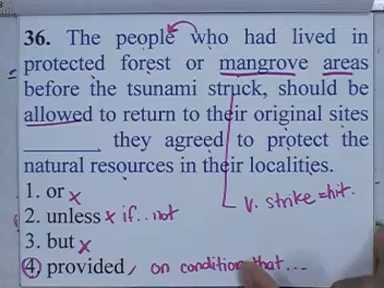 36. The people who had lived in
protected forest or mangrove areas
before the tsunami struck, should be
allowed to return to their original sites
________ they agreed to protect the
natural resources in their localities.
v. strike = hit.
1. or x
2. unless x if..not
3. but x
4. provided / on condition that...